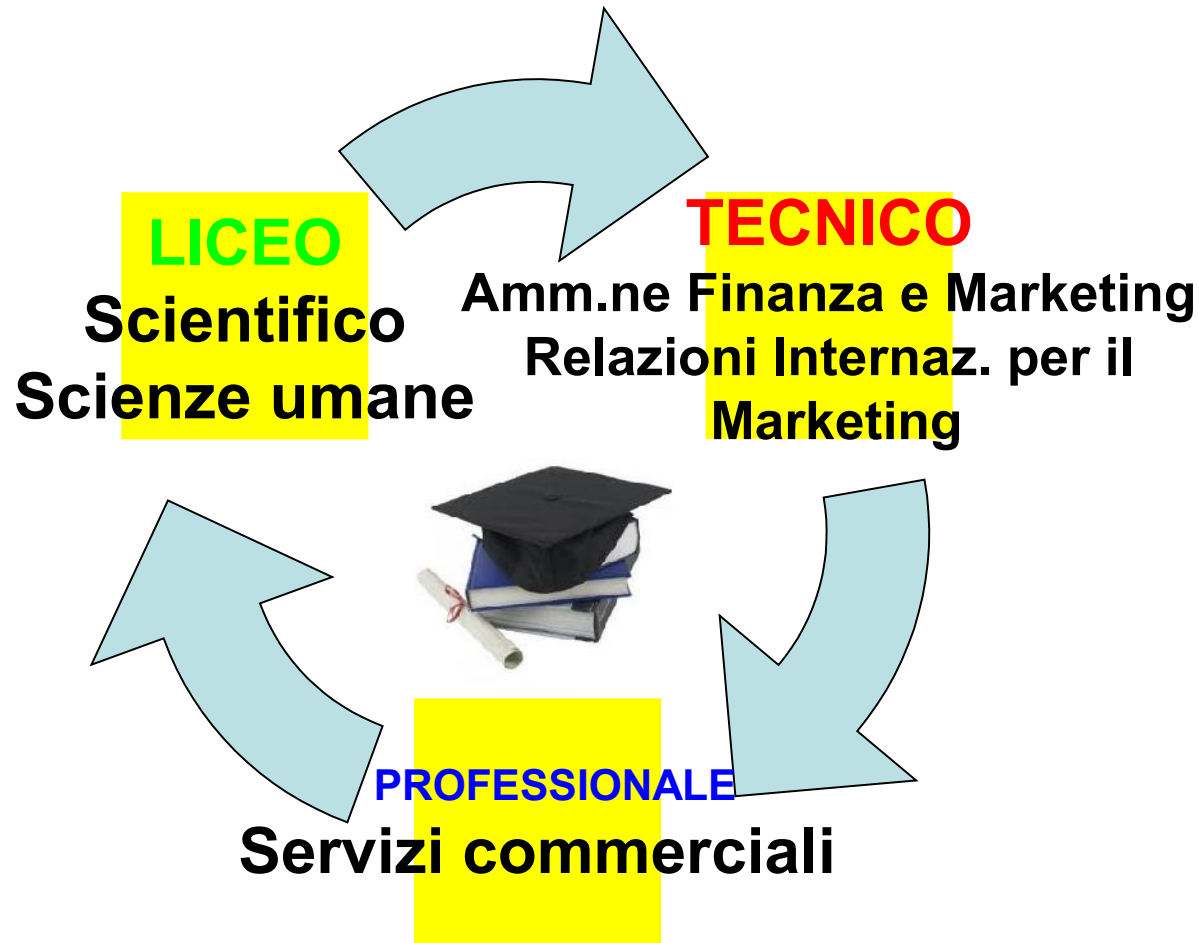 LICEO
Scientifico
Scienze umane
TECNICO
Amm.ne Finanza e Marketing
Relazioni Internaz. per il
Marketing
PROFESSIONALE
Servizi commerciali